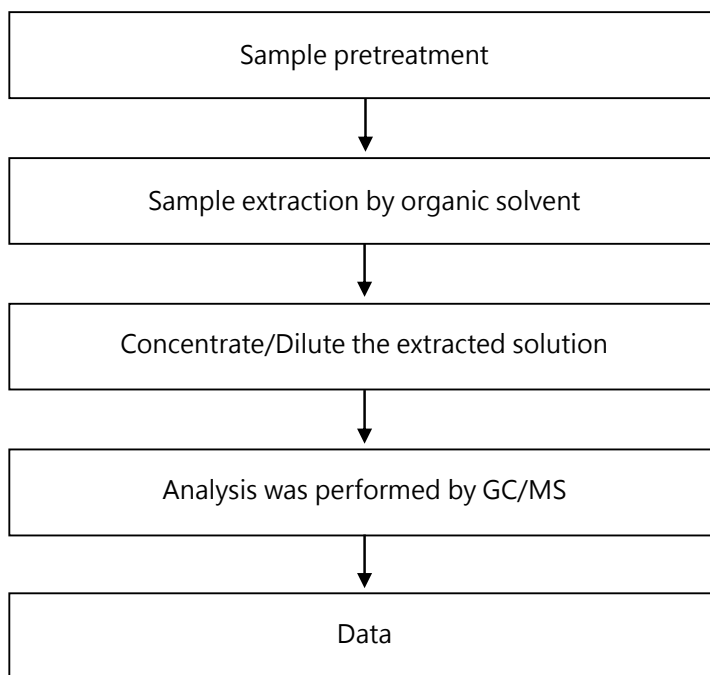 Sample pretreatment
Sample extraction by organic solvent
Concentrate/Dilute the extracted solution
Analysis was performed by GC/MS
Data